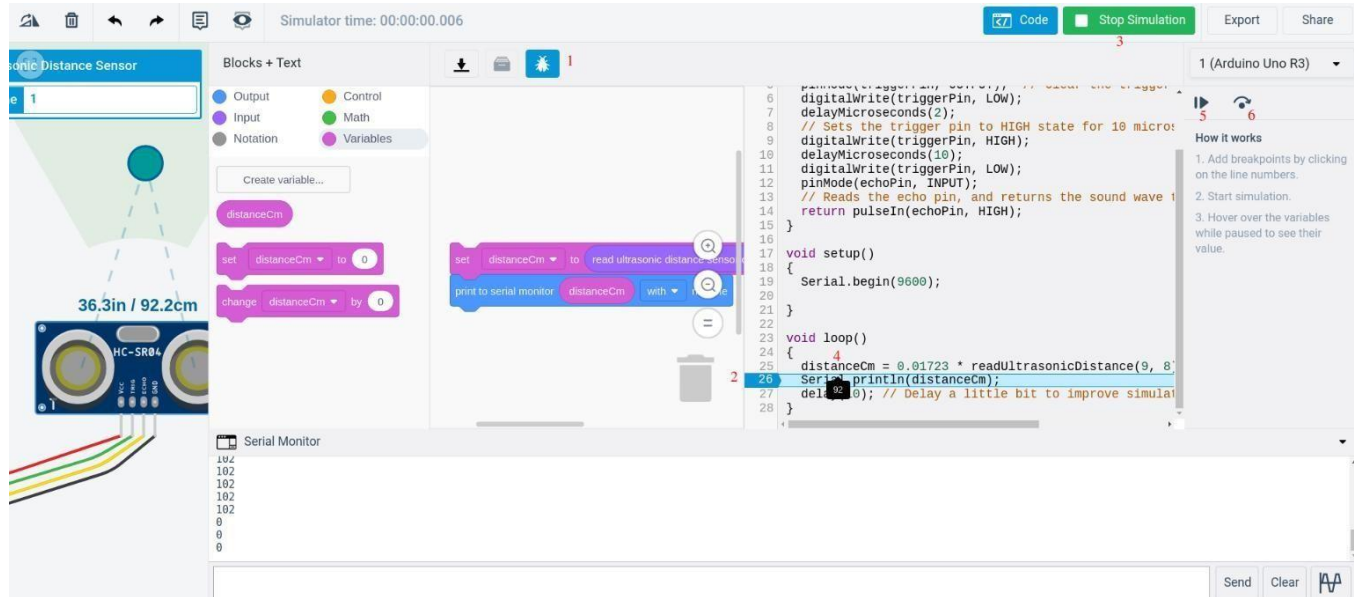 Simulator time: 00:00:00.006
Code
Stop Simulation
Export
Share
3
Distance Sensor
1
Blocks + Text
1
1 (Arduino Uno R3)
Output
Control
Input
Math
Notation
Variables
Create variable...
distanceCm
set distanceCm to 0
change distanceCm by 0
36.3in / 92.2cm
HC-SR04
VCC
TRIG
ECHO
GND
T
set distanceCm to read ultrasonic distance
print to serial monitor distanceCm with
=
2
6 digitalWrite(triggerPin, LOW);
7 delayMicroseconds(2);
8 // Sets the trigger pin to HIGH state for 10 micros
9 digitalWrite(triggerPin, HIGH);
10 delayMicroseconds(10);
11 digitalWrite(triggerPin, LOW);
12 pinMode(echoPin, INPUT);
13 // Reads the echo pin, and returns the sound wave t
14 return pulseIn(echoPin, HIGH);
15 }
16
17 void setup()
18 {
19 Serial.begin(9600);
20
21 }
22
23 void loop()
24 {
4
25 distanceCm = 0.01723 * readUltrasonicDistance(9, 8)
26 Serial.println(distanceCm);
92
27 0); // Delay a little bit to improve simulat
28 }
5
6
How it works
1. Add breakpoints by clicking
on the line numbers.
2. Start simulation.
3. Hover over the variables
while paused to see their
value.
Serial Monitor
102
102
102
102
102
0
0
0
Send
Clear